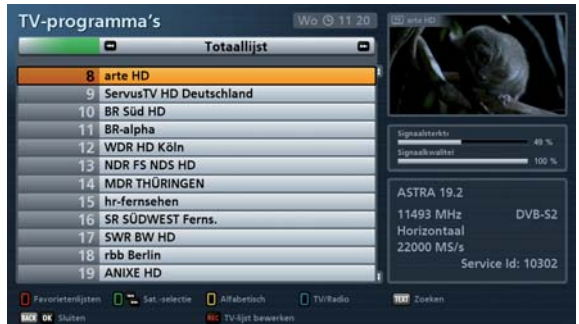 TV-programma's
Wo 11 20
arte HD
Totaallijst
8 arte HD
9 ServusTV HD Deutschland
10 BR Süd HD
11 BR-alpha
12 WDR HD Köln
13 NDR FS NDS HD
14 MDR THÜRINGEN
15 hr-fernsehen
16 SR SÜDWEST Ferns.
17 SWR BW HD
18 rbb Berlin
19 ANIXE HD
Signaalsterkte
49 %
Signaalkwalitei
100 %
ASTRA 19.2
11493 MHz DVB-S2
Horizontaal
22000 MS/s
Service Id: 10302
Favorietenlijsten Sat.-selectie Alfabetisch TV/Radio TEXT Zoeken
BACK OK Sluiten REC TV-lijst bewerken